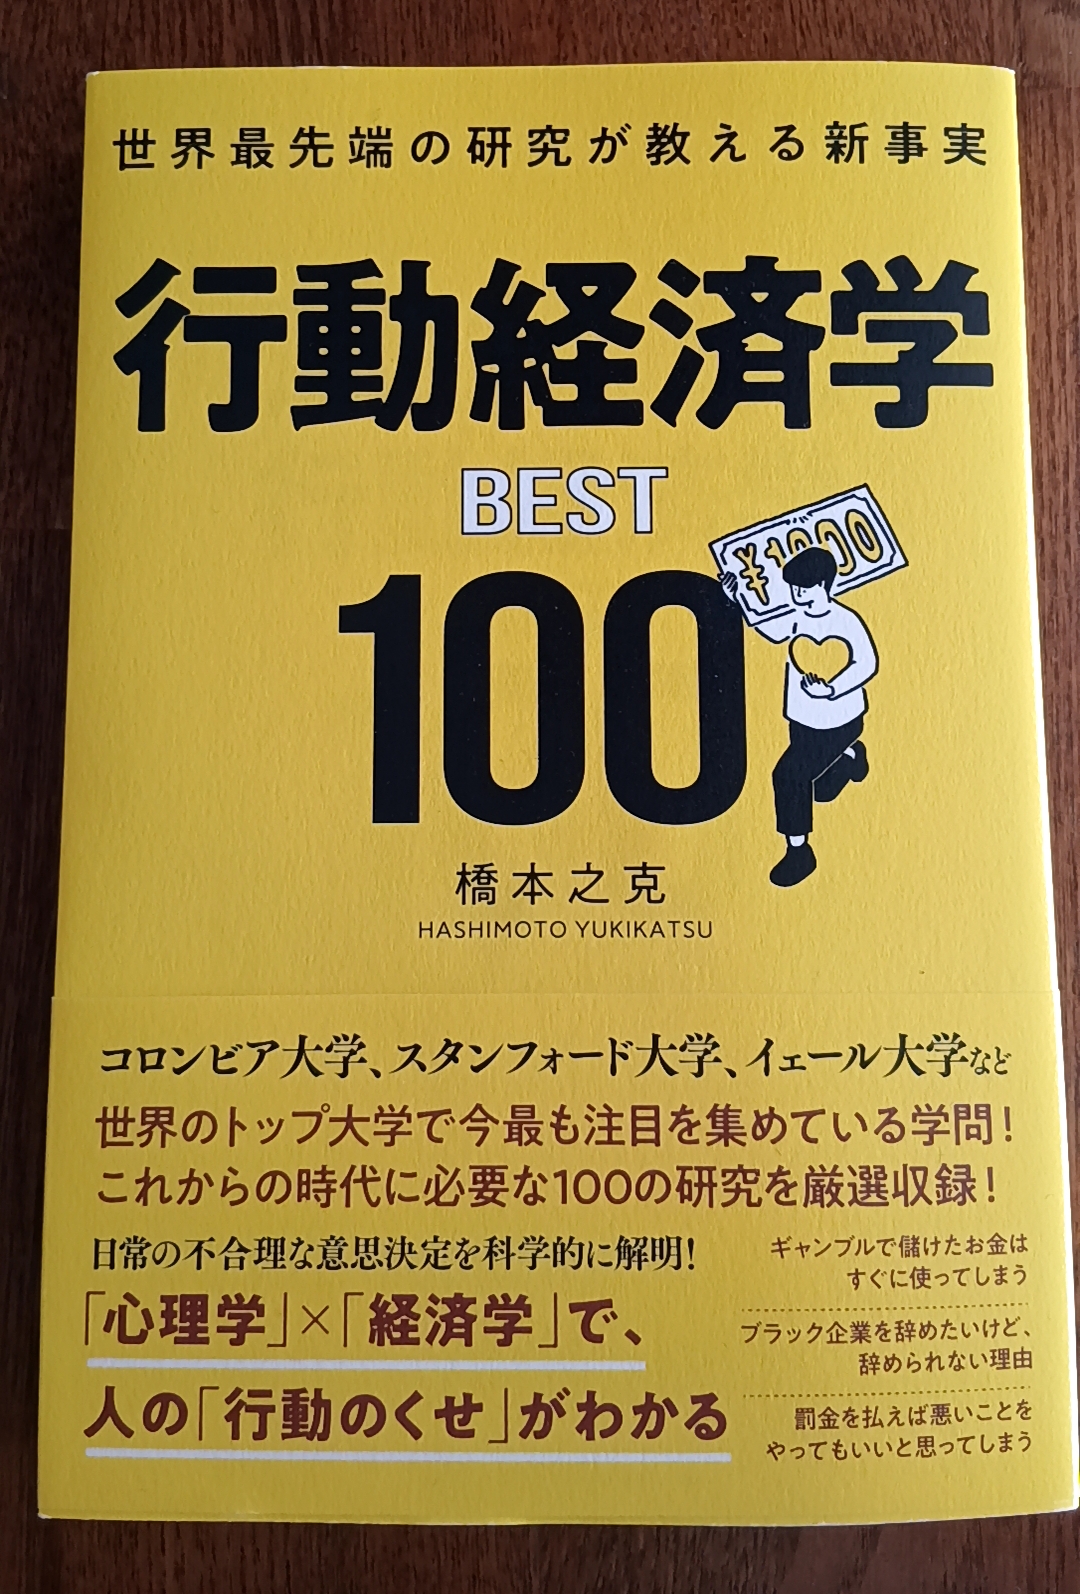 世界最先端の研究が教える新事実
行動経済学
BEST
100
¥1000
橋本之克
HASHIMOTO YUKIKATSU
コロンビア大学、スタンフォード大学、イェール大学など
世界のトップ大学で今最も注目を集めている学問！
これからの時代に必要な100の研究を厳選収録！
日常の不合理な意思決定を科学的に解明！
「心理学」×「経済学」で、
人の「行動のくせ」がわかる
ギャンブルで儲けたお金は
すぐに使ってしまう
ブラック企業を辞めたいけど、
辞められない理由
罰金を払えば悪いことを
やってもいいと思ってしまう